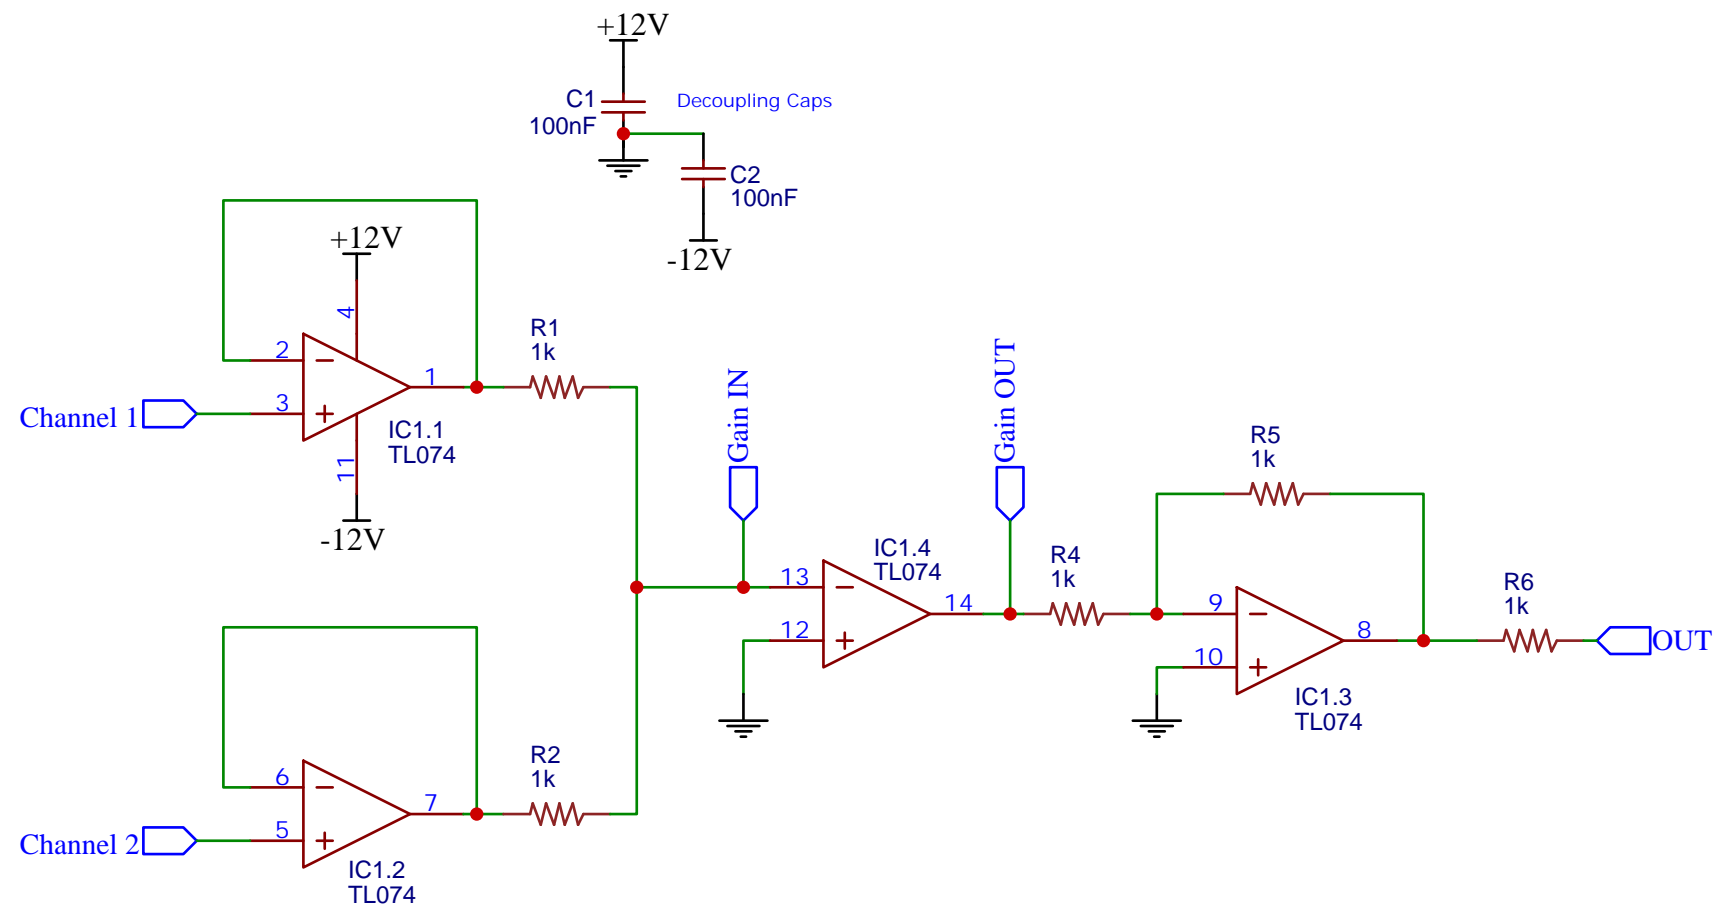 +12V
C1
100nF
Decoupling Caps
C2
100nF
-12V
+12V
4
2
3
1
11
Channel 1
IC1.1
TL074
-12V
R1
1k
Gain IN
Gain OUT
R5
1k
IC1.4
TL074
13
12
14
R4
1k
9
10
8
R6
1k
OUT
IC1.3
TL074
R2
1k
6
5
7
Channel 2
IC1.2
TL074